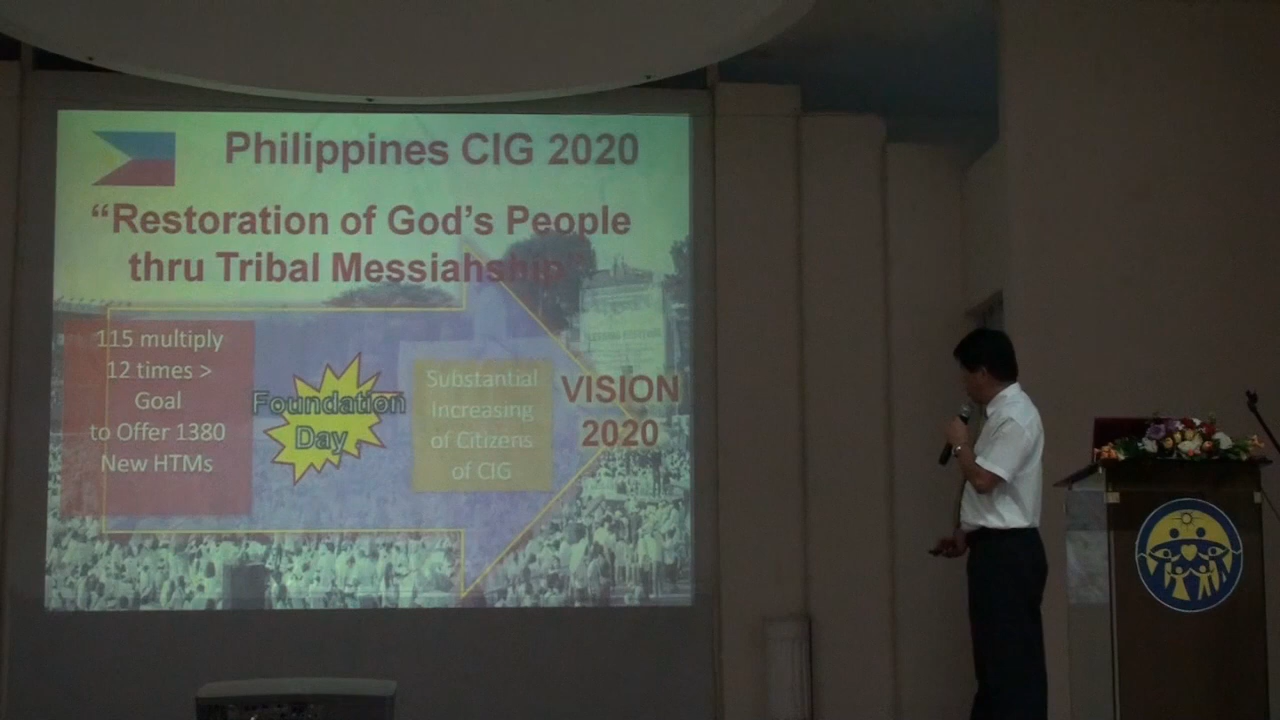 Philippines CIG 2020
“Restoration of God’s People
thru Tribal Messiahship”
115 multiply
12 times >
Goal
to Offer 1380
New HTMs
Foundation
Day
Substantial
Increasing
of Citizens
of CIG
VISION
2020